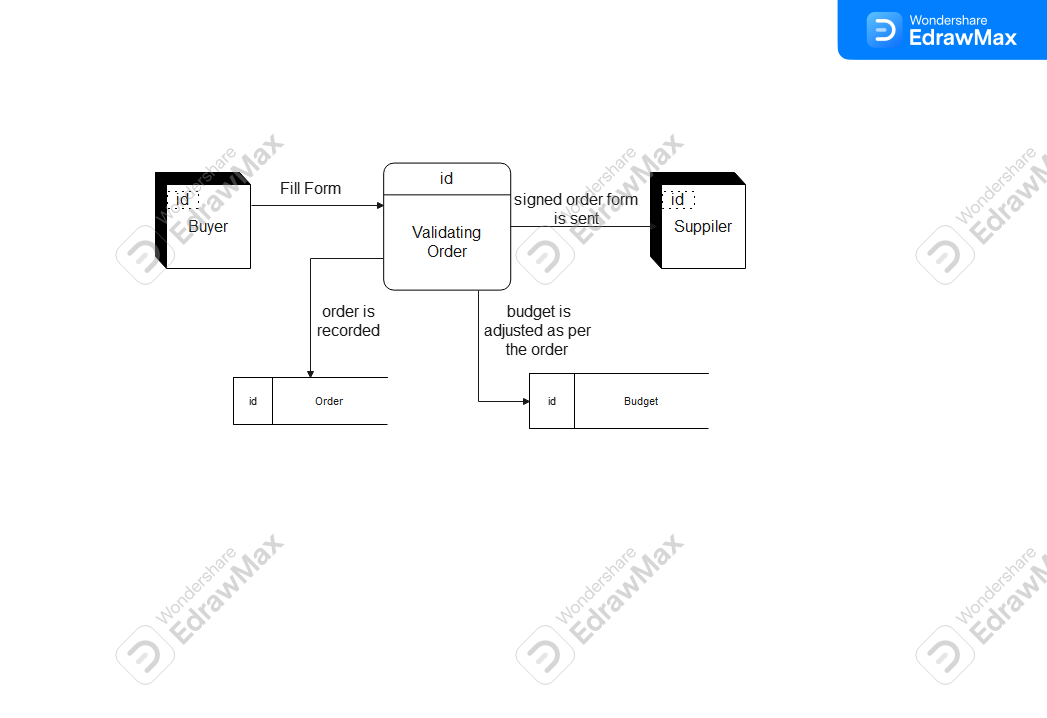 Wondershare
EdrawMax
Wondershare
EdrawMax
Wondershare
EdrawMax
Wondershare
EdrawMax
id
Buyer
Fill Form
id
Validating
Order
signed order form
is sent
id
Suppiler
order is
recorded
budget is
adjusted as per
the order
id
Order
id
Budget
Wondershare
EdrawMax
Wondershare
EdrawMax
Wondershare
EdrawMax